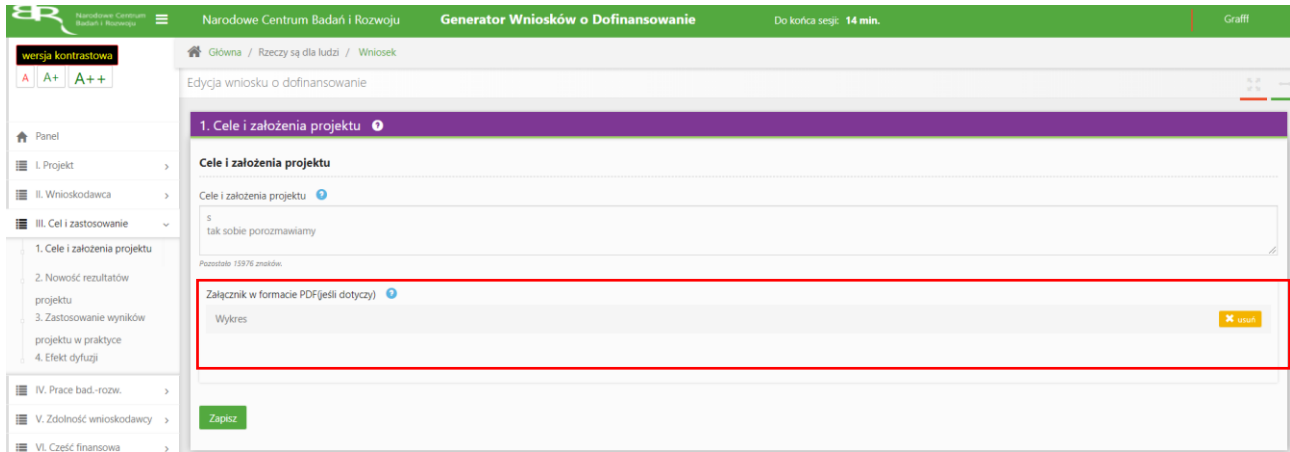 Narodowe Centrum
Badań i Rozwoju
Narodowe Centrum Badań i Rozwoju Generator Wniosków o Dofinansowanie Do końca sesji: 14 min. Grafff
wersja kontrastowa
A A+ A++
Główna / Rzeczy są dla ludzi / Wniosek
Edycja wniosku o dofinansowanie
Panel
I. Projekt
II. Wnioskodawca
III. Cel i zastosowanie
1. Cele i założenia projektu
2. Nowość rezultatów
projektu
3. Zastosowanie wyników
projektu w praktyce
4. Efekt dyfuzji
IV. Prace bad.-rozw.
V. Zdolność wnioskodawcy
VI. Część finansowa
1. Cele i założenia projektu ?
Cele i założenia projektu
Cele i założenia projektu ?
s
tak sobie porozmawiamy
Pozostało 15976 znaków.
Załącznik w formacie PDF(jeśli dotyczy) ?
Wykres
usuń
Zapisz